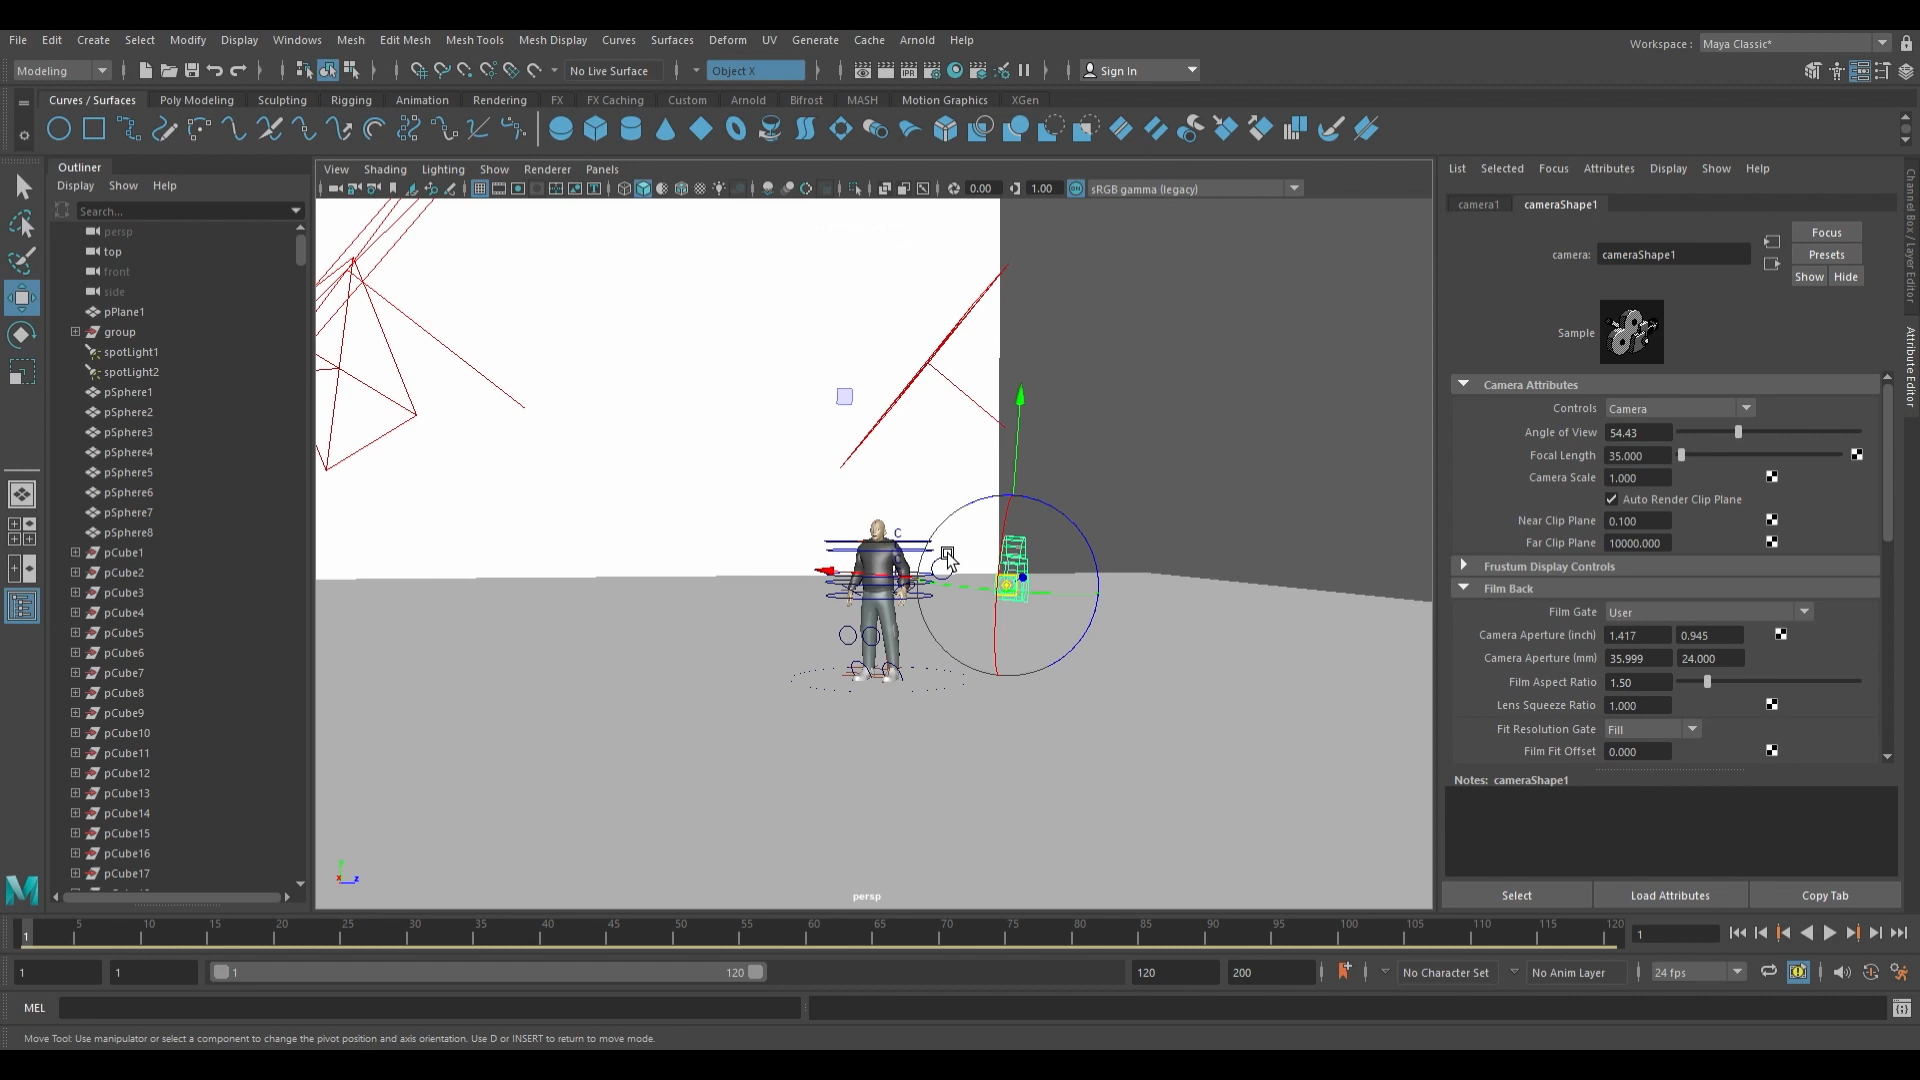 File Edit Create Select Modify Display Windows Mesh Edit Mesh Mesh Tools Mesh Display Curves Surfaces Deform UV Generate Cache Arnold Help
Workspace : Maya Classic*
Modeling
No Live Surface
Object X
Sign In
Curves / Surfaces Poly Modeling Sculpting Rigging Animation Rendering FX FX Caching Custom Arnold Bifrost MASH Motion Graphics XGen
Outliner
Display Show Help
Search...
persp
top
front
side
pPlane1
group
spotLight1
spotLight2
pSphere1
pSphere2
pSphere3
pSphere4
pSphere5
pSphere6
pSphere7
pSphere8
pCube1
pCube2
pCube3
pCube4
pCube5
pCube6
pCube7
pCube8
pCube9
pCube10
pCube11
pCube12
pCube13
pCube14
pCube15
pCube16
pCube17
View Shading Lighting Show Renderer Panels
IPR
0.00
1.00
ON
sRGB gamma (legacy)
C
y
x z
persp
List Selected Focus Attributes Display Show Help
camera1 cameraShape1
camera: cameraShape1
Focus
Presets
Show Hide
Sample
Camera Attributes
Controls Camera
Angle of View 54.43
Focal Length 35.000
Camera Scale 1.000
Auto Render Clip Plane
Near Clip Plane 0.100
Far Clip Plane 10000.000
Frustum Display Controls
Film Back
Film Gate User
Camera Aperture (inch) 1.417 0.945
Camera Aperture (mm) 35.999 24.000
Film Aspect Ratio 1.50
Lens Squeeze Ratio 1.000
Fit Resolution Gate Fill
Film Fit Offset 0.000
Notes: cameraShape1
Select Load Attributes Copy Tab
Channel Box / Layer Editor
Attribute Editor
1 5 10 15 20 25 30 35 40 45 50 55 60 65 70 75 80 85 90 95 100 105 110 115 120
1
1 1 1 120 120 200
No Character Set
No Anim Layer
24 fps
MEL
Move Tool: Use manipulator or select a component to change the pivot position and axis orientation. Use D or INSERT to return to move mode.